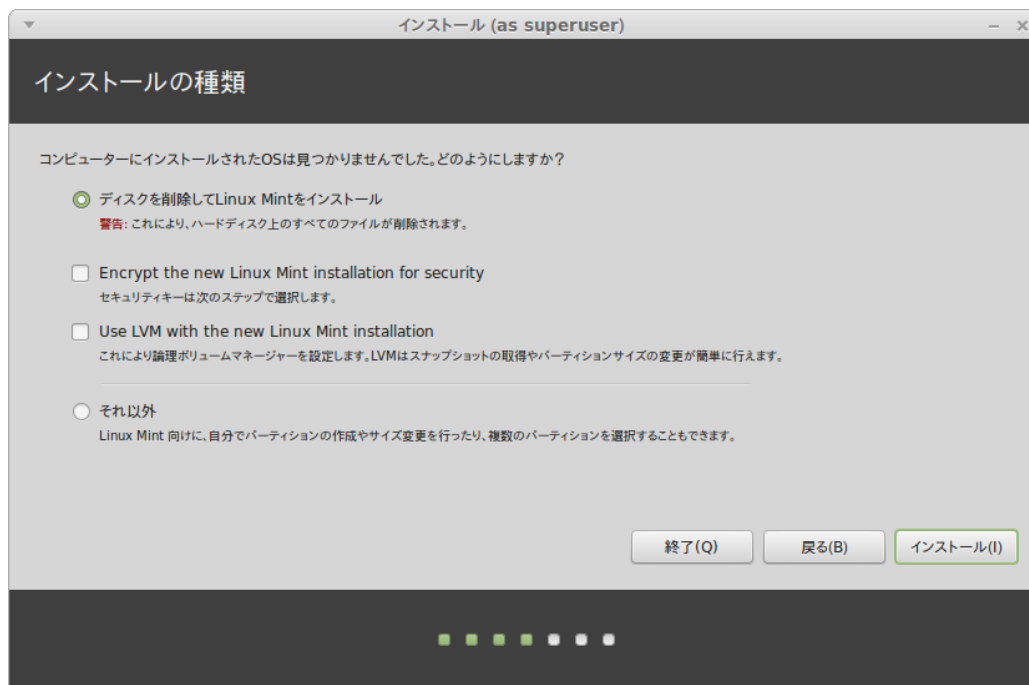 インストール (as superuser)
インストールの種類
コンピューターにインストールされたOSは見つかりませんでした。どのようにしますか?
ディスクを削除してLinux Mintをインストール
警告: これにより、ハードディスク上のすべてのファイルが削除されます。
Encrypt the new Linux Mint installation for security
セキュリティキーは次のステップで選択します。
Use LVM with the new Linux Mint installation
これにより論理ボリュームマネージャーを設定します。LVMはスナップショットの取得やパーティションサイズの変更が簡単に行えます。
それ以外
Linux Mint 向けに、自分でパーティションの作成やサイズ変更を行ったり、複数のパーティションを選択することもできます。
終了(Q) 戻る(B) インストール(I)